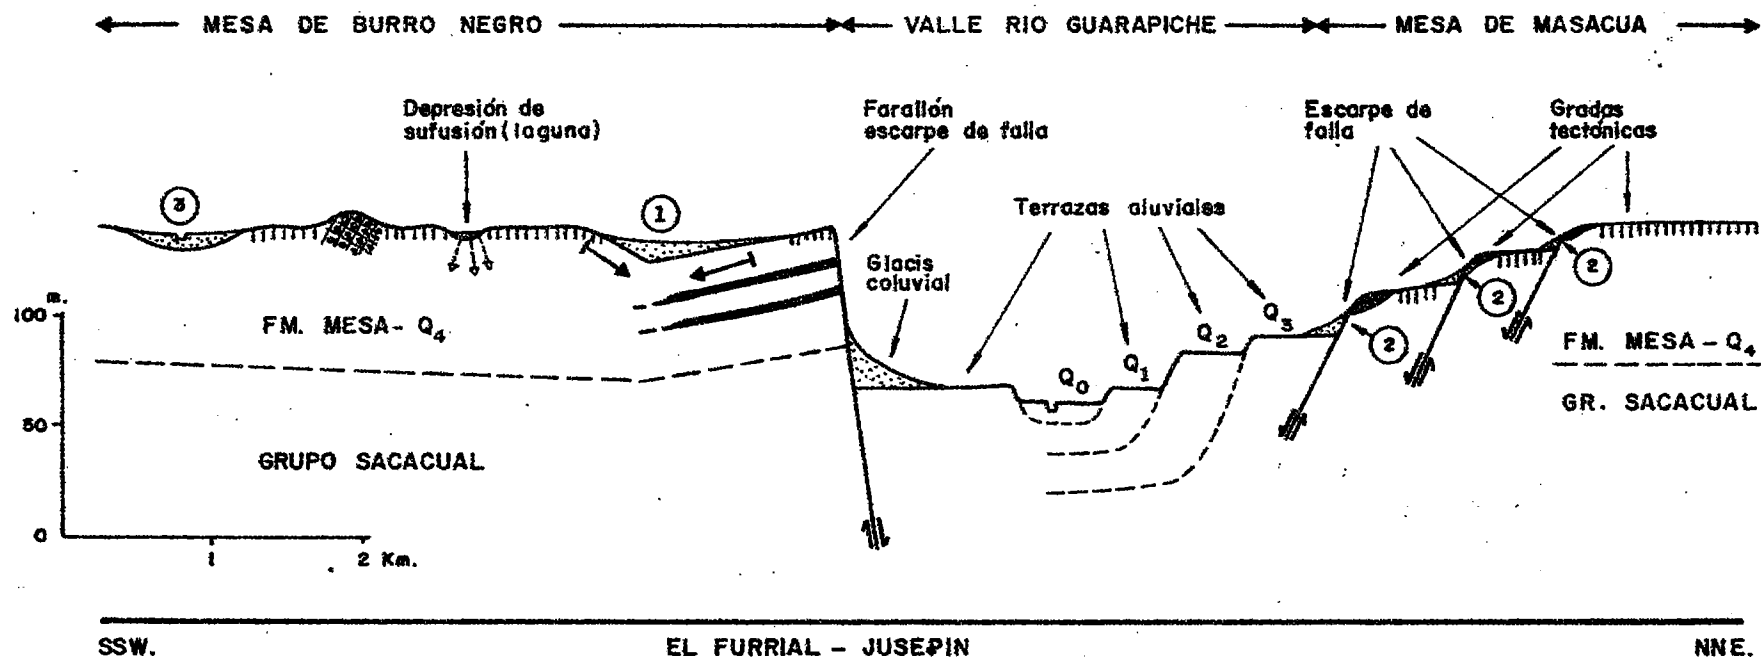 MESA DE BURRO NEGRO
VALLE RIO GUARAPICHE
MESA DE MASACUA
Depresión de
sufusión (laguna)
Farallón
escarpe de falla
Escarpe de
falla
Gradas
tectónicas
3
1
Terrazas aluviales
Glacis
coluvial
2
2
2
m.
100
50
0
1
2 Km.
FM. MESA - Q4
GRUPO SACACUAL
Q0
Q1
Q2
Q3
FM. MESA - Q4
GR. SACACUAL
SSW.
EL FURRIAL - JUSEPIN
NNE.